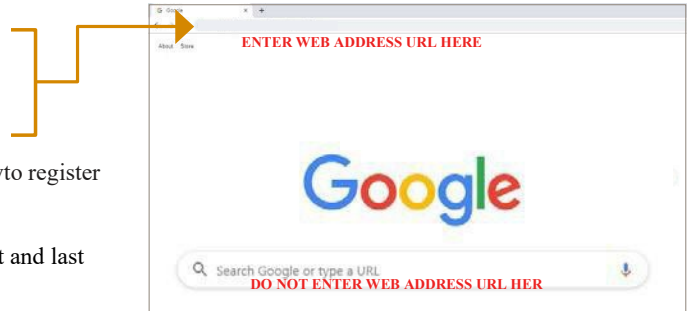 G Google × +
ENTER WEB ADDRESS URL HERE
About Store
to register
Google
t and last
Search Google or type a URL
DO NOT ENTER WEB ADDRESS URL HER